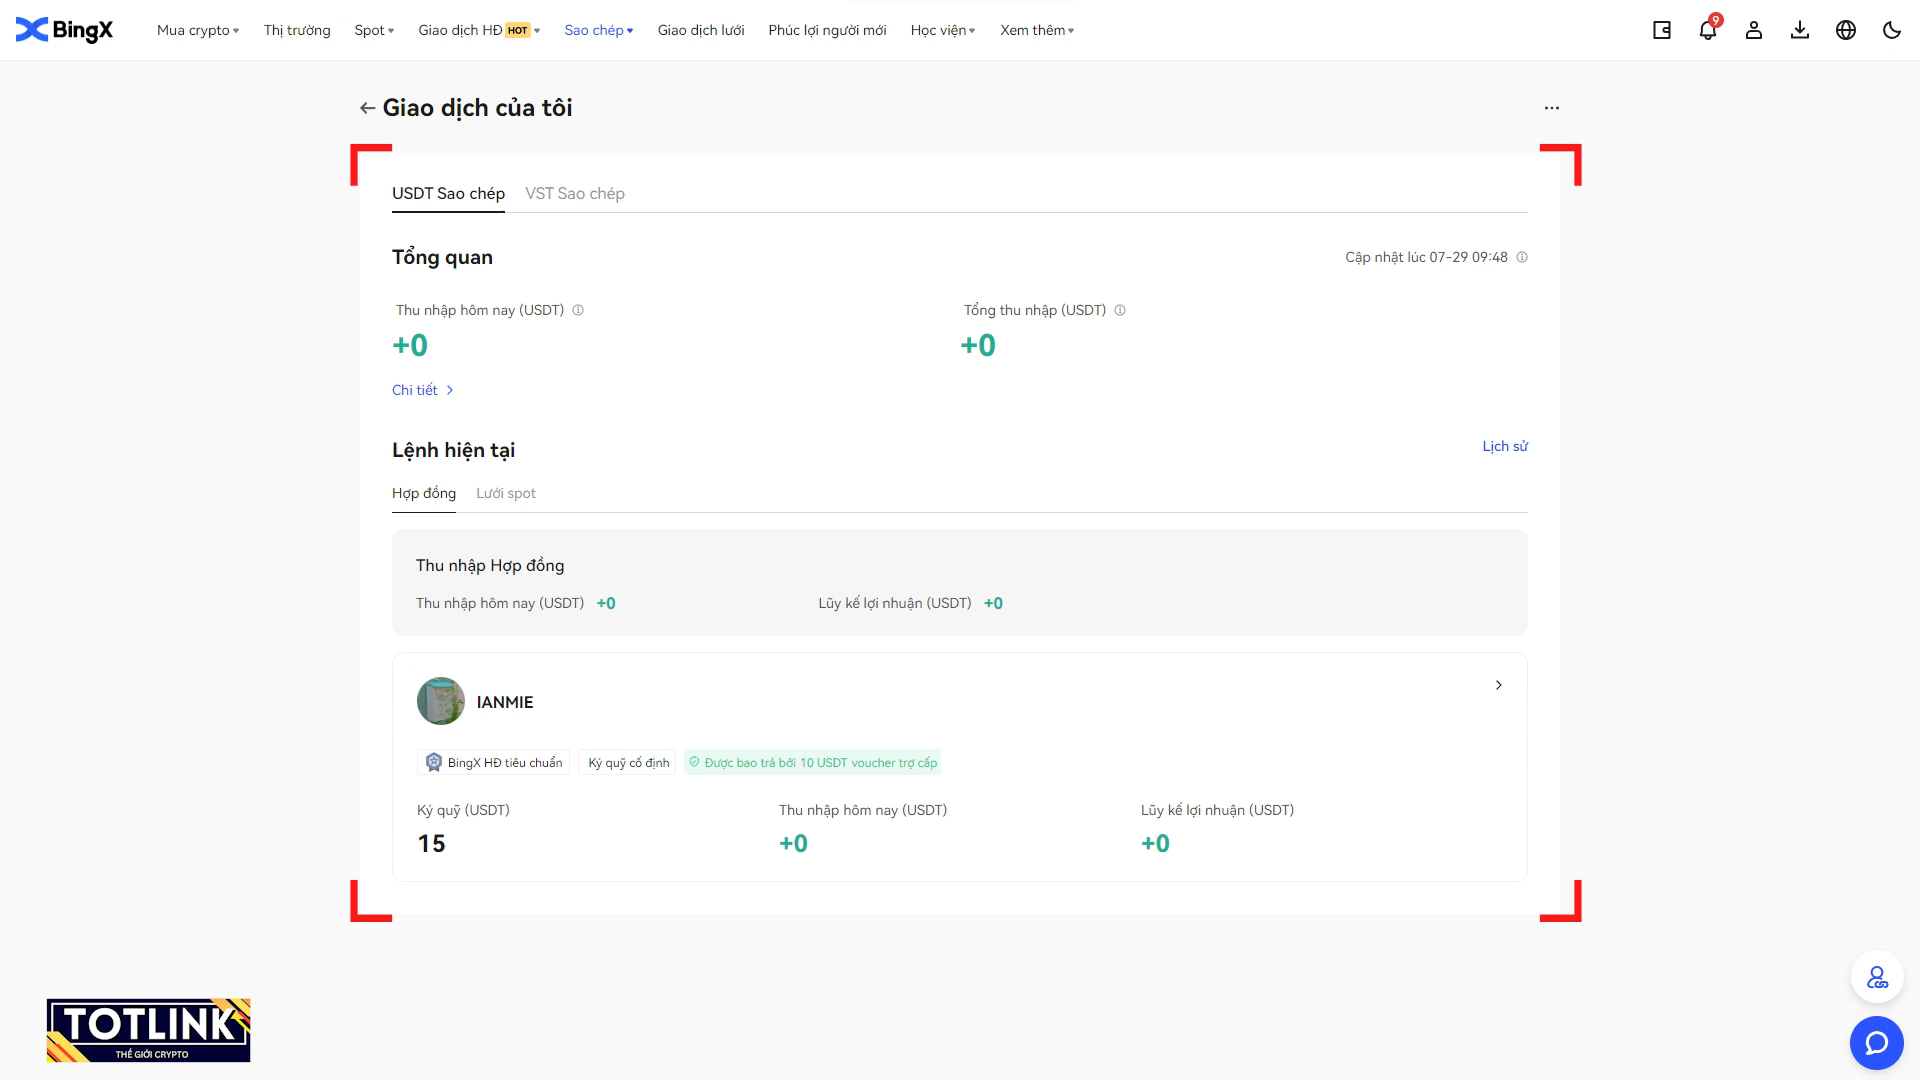 BingX Mua crypto Thị trường Spot Giao dịch HĐ HOT Sao chép Giao dịch lưới Phúc lợi người mới Học viện Xem thêm 9
Giao dịch của tôi
USDT Sao chép VST Sao chép
Tổng quan Cập nhật lúc 07-29 09:48
Thu nhập hôm nay (USDT) Tổng thu nhập (USDT)
+0 +0
Chi tiết
Lệnh hiện tại Lịch sử
Hợp đồng Lưới spot
Thu nhập Hợp đồng
Thu nhập hôm nay (USDT) +0 Lũy kế lợi nhuận (USDT) +0
IANMIE
BingX HĐ tiêu chuẩn Ký quỹ cố định Được bao trả bởi 10 USDT voucher trợ cấp
Ký quỹ (USDT) Thu nhập hôm nay (USDT) Lũy kế lợi nhuận (USDT)
15 +0 +0
TOTLINK
THẾ GIỚI CRYPTO